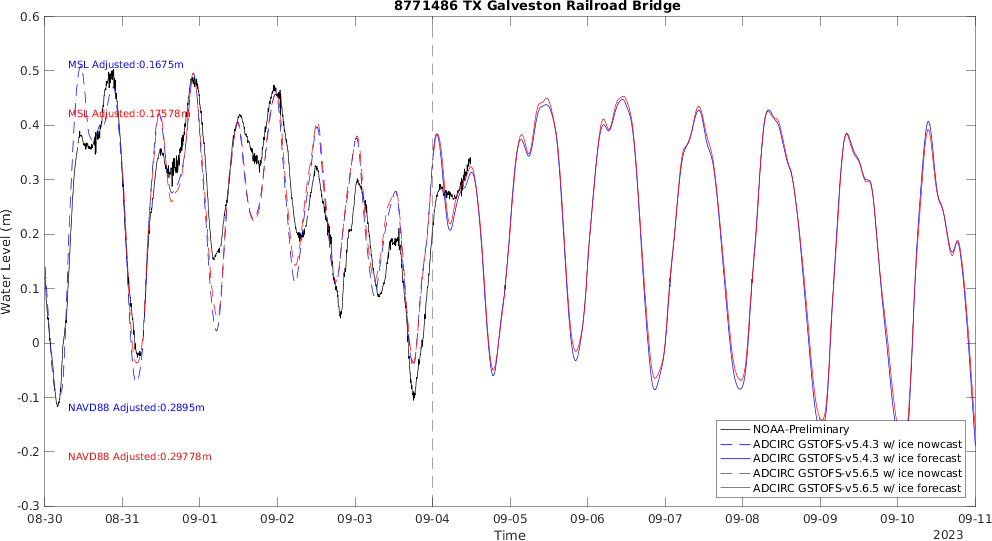 8771486 TX Galveston Railroad Bridge
0.6
0.5
0.4
0.3
0.2
0.1
0
-0.1
-0.2
-0.3
Water Level (m)
MSL Adjusted:0.1675m
MSL Adjusted:0.17578m
NAVD88 Adjusted:0.2895m
NAVD88 Adjusted:0.29778m
NOAA-Preliminary
ADCIRC GSTOFS-v5.4.3 w/ ice nowcast
ADCIRC GSTOFS-v5.4.3 w/ ice forecast
ADCIRC GSTOFS-v5.6.5 w/ ice nowcast
ADCIRC GSTOFS-v5.6.5 w/ ice forecast
08-30 08-31 09-01 09-02 09-03 09-04 09-05 09-06 09-07 09-08 09-09 09-10 09-11
Time
2023